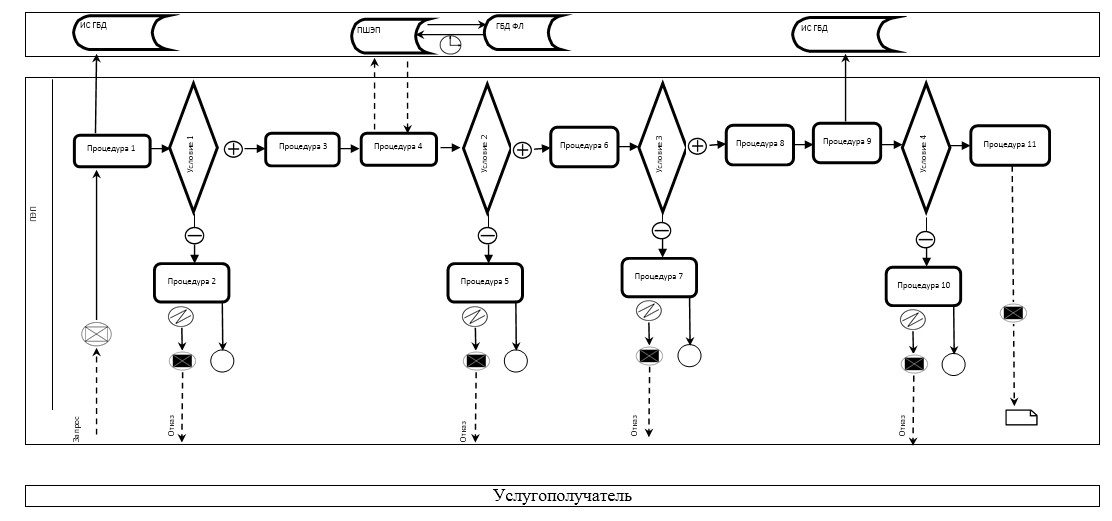 ИС ГБД
ПШЭП
ГБД ФЛ
ИС ГБД
ПЭП
Процедура 1
Условие 1
Процедура 3
Процедура 4
Условие 2
Процедура 6
Условие 3
Процедура 8
Процедура 9
Условие 4
Процедура 11
Процедура 2
Процедура 5
Процедура 7
Процедура 10
Запрос
Отказ
Отказ
Отказ
Отказ
Услугополучатель